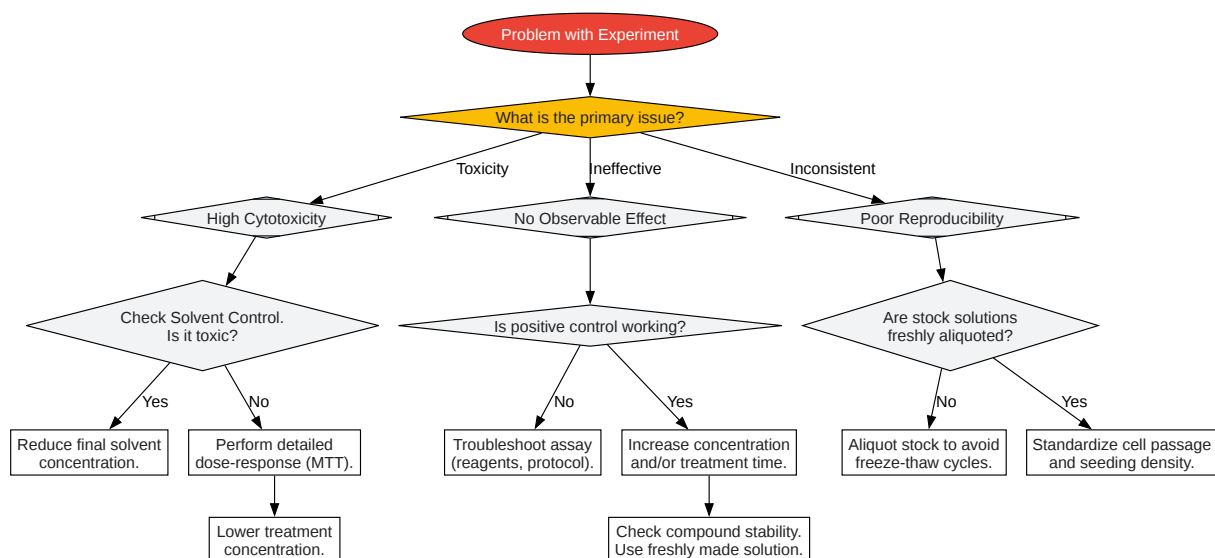 Problem with Experiment
What is the primary issue?
Toxicity
Ineffective
Inconsistent
High Cytotoxicity
No Observable Effect
Poor Reproducibility
Check Solvent Control.
Is it toxic?
Is positive control working?
Are stock solutions
freshly aliquoted?
Yes
No
No
Yes
No
Yes
Reduce final solvent
concentration.
Perform detailed
dose-response (MTT).
Troubleshoot assay
(reagents, protocol).
Increase concentration
and/or treatment time.
Aliquot stock to avoid
freeze-thaw cycles.
Standardize cell passage
and seeding density.
Lower treatment
concentration.
Check compound stability.
Use freshly made solution.